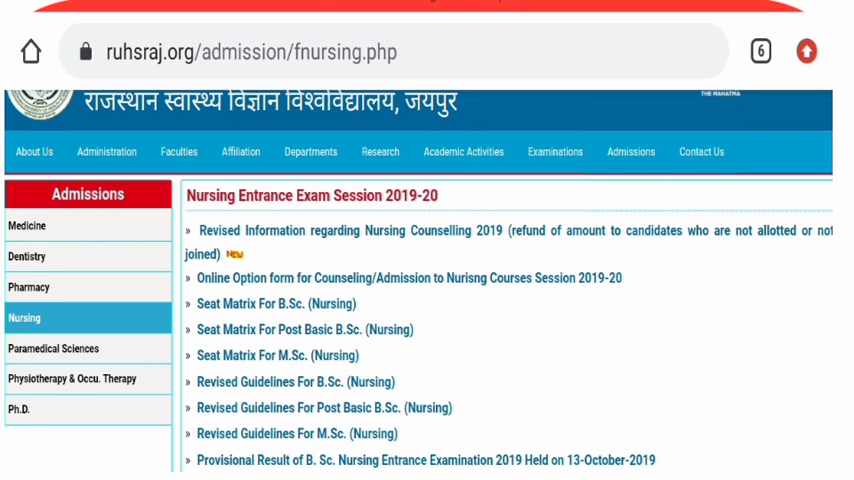 ruhsraj.org/admission/fnursing.php
6
राजस्थान स्वास्थ्य विज्ञान विश्वविद्यालय, जयपुर
THE MAHATMA
About Us Administration Faculties Affiliation Departments Research Academic Activities Examinations Admissions Contact Us
Admissions
Medicine
Dentistry
Pharmacy
Nursing
Paramedical Sciences
Physiotherapy & Occu. Therapy
Ph.D.
Nursing Entrance Exam Session 2019-20
» Revised Information regarding Nursing Counselling 2019 (refund of amount to candidates who are not allotted or not
joined) NEW
» Online Option form for Counseling/Admission to Nurisng Courses Session 2019-20
» Seat Matrix For B.Sc. (Nursing)
» Seat Matrix For Post Basic B.Sc. (Nursing)
» Seat Matrix For M.Sc. (Nursing)
» Revised Guidelines For B.Sc. (Nursing)
» Revised Guidelines For Post Basic B.Sc. (Nursing)
» Revised Guidelines For M.Sc. (Nursing)
» Provisional Result of B. Sc. Nursing Entrance Examination 2019 Held on 13-October-2019